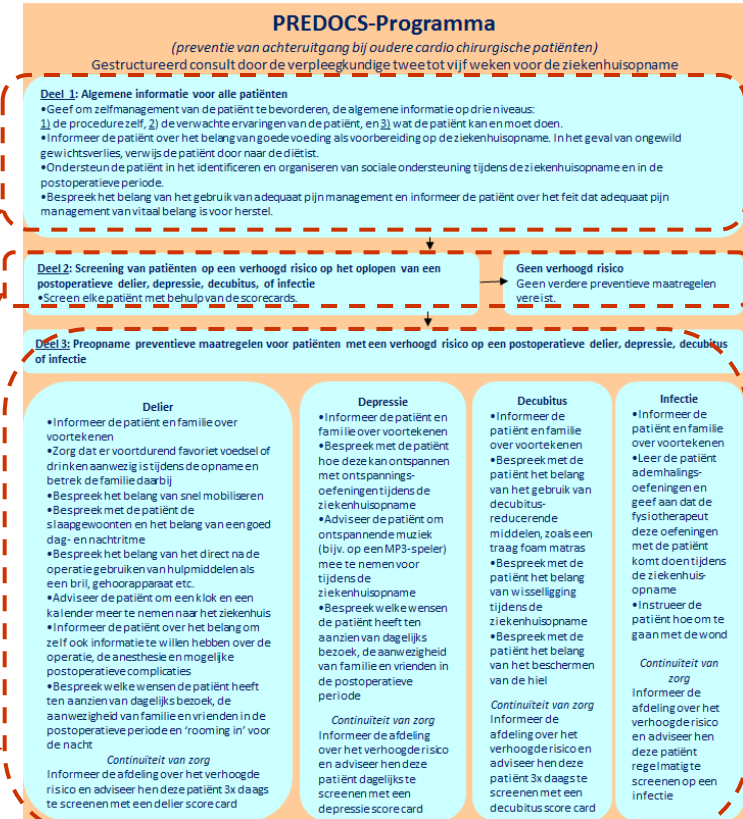 PREDOCS-Programma
(preventie van achteruitgang bij oudere cardio chirurgische patiënten)
Gestructureerd consult door de verpleegkundige twee tot vijf weken voor de ziekenhuisopname
Deel 1: Algemene informatie voor alle patiënten
•Geef om zelfmanagement van de patiënt te bevorderen, de algemene informatie op drie niveaus:
1) de procedure zelf, 2) de verwachte ervaringen van de patiënt, en 3) wat de patiënt kan en moet doen.
•Informeer de patiënt over het belang van goede voeding als voorbereiding op de ziekenhuisopname. In het geval van ongewild
gewichtsverlies, verwijs de patiënt door naar de diëtist.
•Ondersteun de patiënt in het identificeren en organiseren van sociale ondersteuning tijdens de ziekenhuisopname en in de
postoperatieve periode.
•Bespreek het belang van het gebruik van adequaat pijn management en informeer de patiënt over het feit dat adequaat pijn
management van vitaal belang is voor herstel.
Deel 2: Screening van patiënten op een verhoogd risico op het oplopen van een
postoperatieve delier, depressie, decubitus, of infectie
•Screen elke patiënt met behulp van de scorecards.
Geen verhoogd risico
Geen verdere preventieve maatregelen
vereist.
Deel 3: Preopname preventieve maatregelen voor patiënten met een verhoogd risico op een postoperatieve delier, depressie, decubitus
of infectie
Delier
•Informeer de patiënt en familie over
voortekenen
•Zorg dat er voortdurend favoriet voedsel of
drinken aanwezig is tijdens de opname en
betrek de familie daarbij
•Bespreek het belang van snel mobiliseren
•Bespreek met de patiënt de
slaapgewoonten en het belang van een goed
dag- en nachtritme
•Bespreek het belang van het direct na de
operatie gebruiken van hulpmiddelen als
een bril, gehoorapparaat etc.
•Adviseer de patiënt om een klok en een
kalender mee te nemen naar het ziekenhuis
•Informeer de patiënt over het belang om
zelf ook informatie te willen hebben over de
operatie, de anesthesie en mogelijke
postoperatieve complicaties
•Bespreek welke wensen de patiënt heeft
ten aanzien van dagelijks bezoek, de
aanwezigheid van familie en vrienden in de
postoperatieve periode en 'rooming in' voor
de nacht
Continuïteit van zorg
Informeer de afdeling over het verhoogde
risico en adviseer hen deze patiënt 3x daags
te screenen met een delier score card
Depressie
•Informeer de patiënt en
familie over voortekenen
•Bespreek met de patiënt
hoe deze kan ontspannen
met ontspannings-
oefeningen tijdens de
ziekenhuisopname
•Adviseer de patiënt om
ontspannende muziek
(bijv. op een MP3-speler)
mee te nemen voor
tijdens de
ziekenhuisopname
•Bespreek welke wensen
de patiënt heeft ten
aanzien van dagelijks
bezoek, de aanwezigheid
van familie en vrienden in
de postoperatieve
periode
Continuïteit van zorg
Informeer de afdeling
over het verhoogde risico
en adviseer hen deze
patiënt dagelijks te
screenen met een
depressie score card
Decubitus
•Informeer de
patiënt en familie
over voortekenen
•Bespreek met de
patiënt het belang
van het gebruik van
decubitus-
reducerende
middelen, zoals een
traag foam matras
•Bespreek met de
patiënt het belang
van wisselligging
tijdens de
ziekenhuisopname
•Bespreek met de
patiënt het belang
van het beschermen
van de hiel
Continuïteit van zorg
Informeer de
afdeling over het
verhoogde risico en
adviseer hen deze
patiënt 3x daags te
screenen met een
decubitus score card
Infectie
•Informeer de
patiënt en familie
over voortekenen
•Leer de patiënt
ademhalings-
oefeningen en
geef aan dat de
fysiotherapeut
deze oefeningen
met de patiënt
komt doen tijdens
de ziekenhuis-
opname
•Instrueer de
patiënt hoe om te
gaan met de wond
Continuïteit van
zorg
Informeer de
afdeling over het
verhoogde risico
en adviseer hen
deze patiënt
regelmatig te
screenen op een
infectie